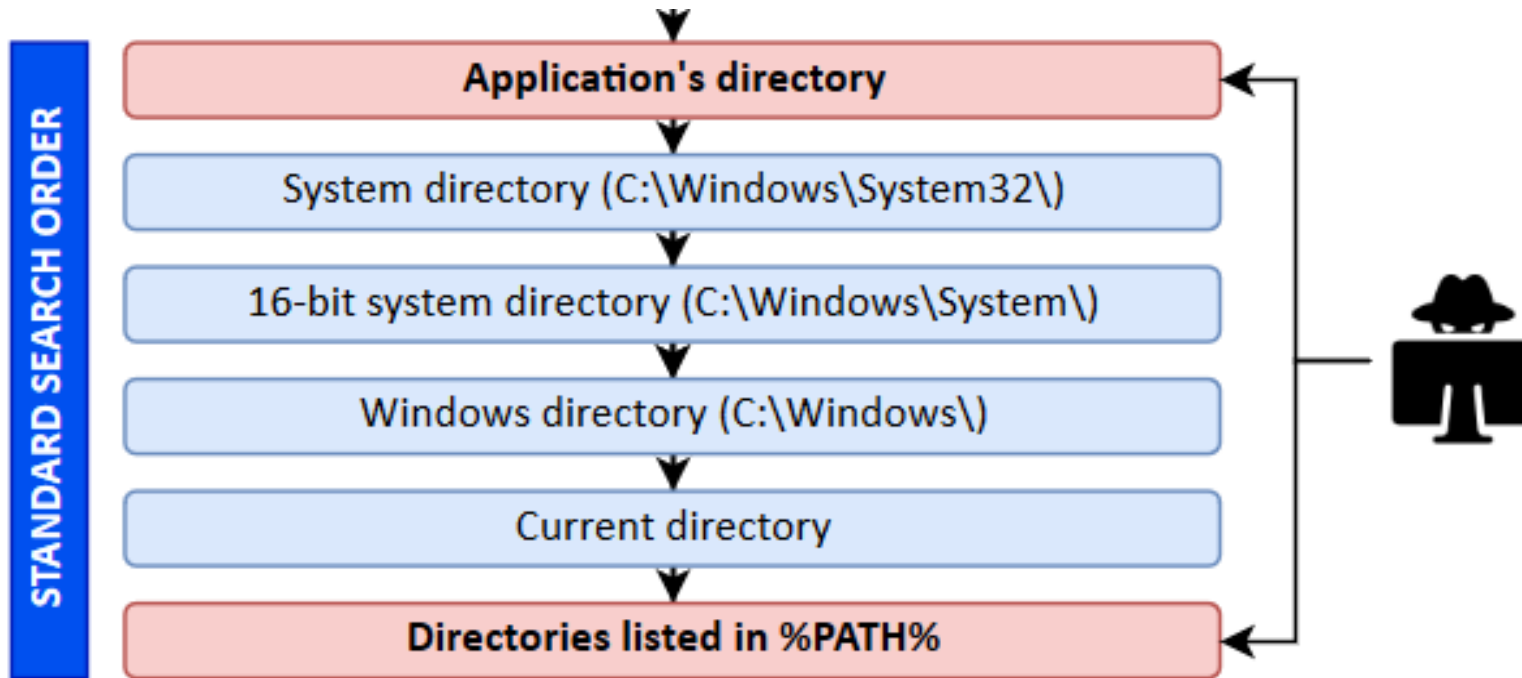 STANDARD SEARCH ORDER
Application's directory
System directory (C:\Windows\System32\)
16-bit system directory (C:\Windows\System\)
Windows directory (C:\Windows\)
Current directory
Directories listed in %PATH%